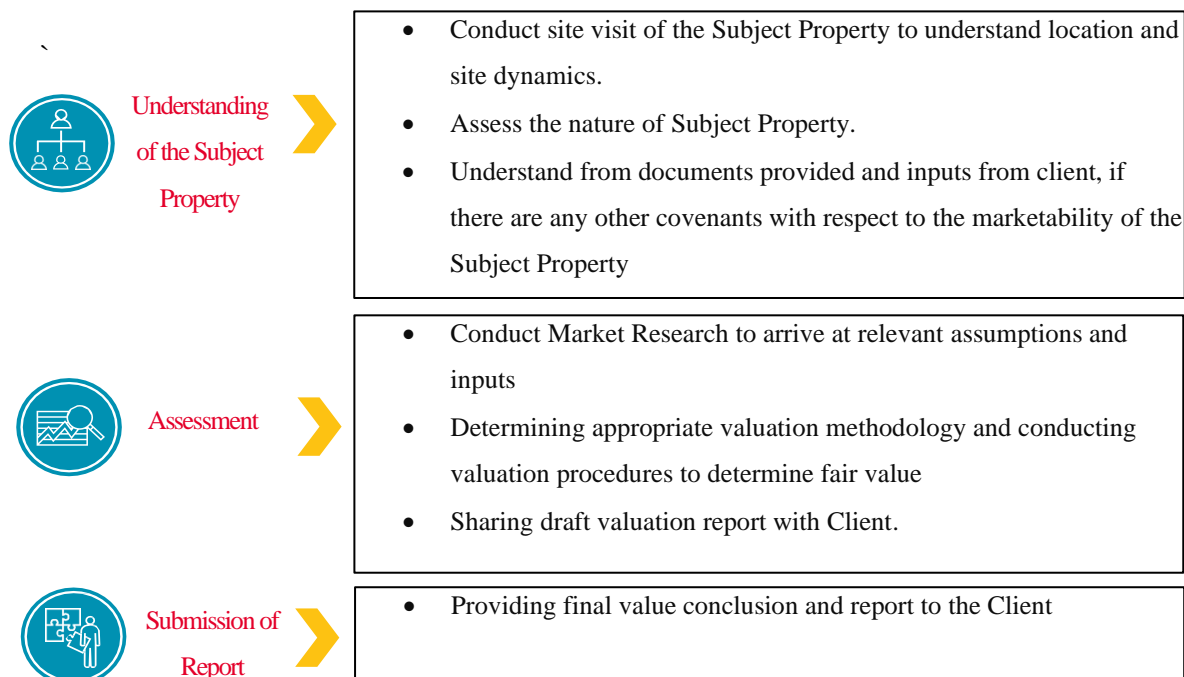 `
Understanding
of the Subject
Property
• Conduct site visit of the Subject Property to understand location and
site dynamics.
• Assess the nature of Subject Property.
• Understand from documents provided and inputs from client, if
there are any other covenants with respect to the marketability of the
Subject Property
Assessment
• Conduct Market Research to arrive at relevant assumptions and
inputs
• Determining appropriate valuation methodology and conducting
valuation procedures to determine fair value
• Sharing draft valuation report with Client.
Submission of
Report
• Providing final value conclusion and report to the Client